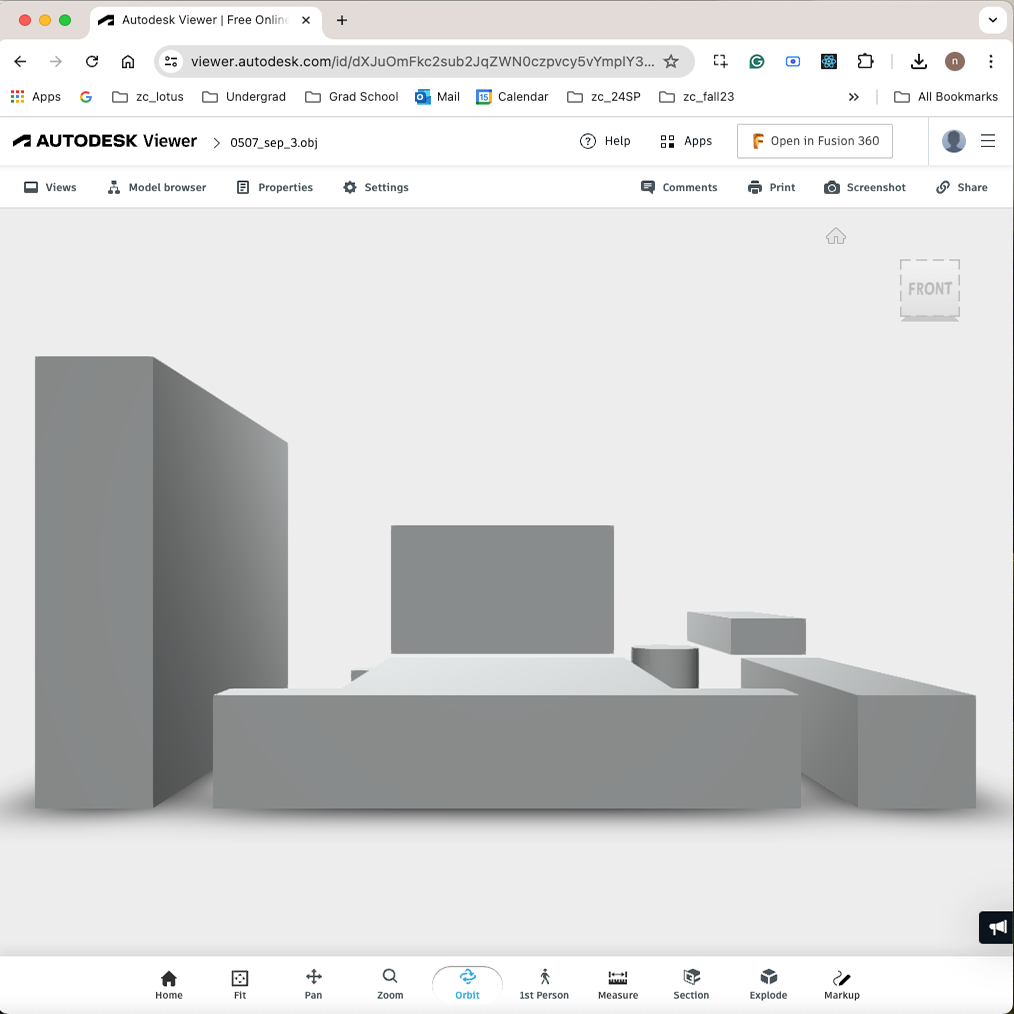 Autodesk Viewer | Free Online
viewer.autodesk.com/id/dXJuOmFkc2sub2JqZWN0czpvcy5vYmplY3... n
Apps zc_lotus Undergrad Grad School Mail 15 Calendar zc_24SP zc_fall23 >> All Bookmarks
AUTODESK Viewer > 0507_sep_3.obj ? Help Apps F Open in Fusion 360
Views Model browser Properties Settings Comments Print Screenshot Share
FRONT
Home Fit Pan Zoom Orbit 1st Person Measure Section Explode Markup